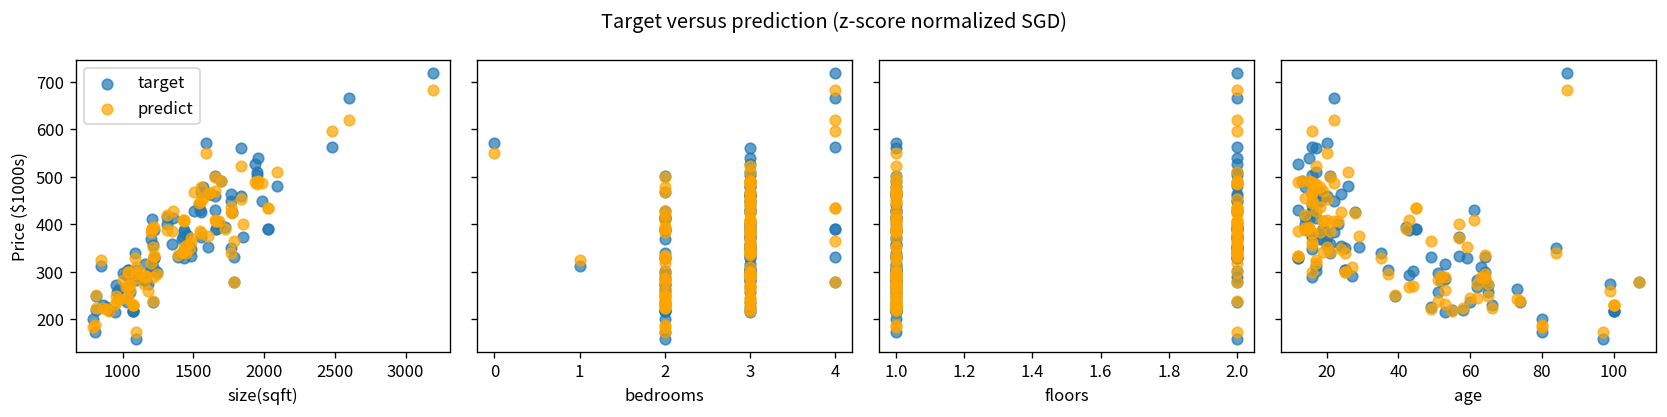 Target versus prediction (z-score normalized SGD)
Price ($1000s)
700
600
500
400
300
200
target
predict
1000 1500 2000 2500 3000
size(sqft)
0 1 2 3 4
bedrooms
1.0 1.2 1.4 1.6 1.8 2.0
floors
20 40 60 80 100
age